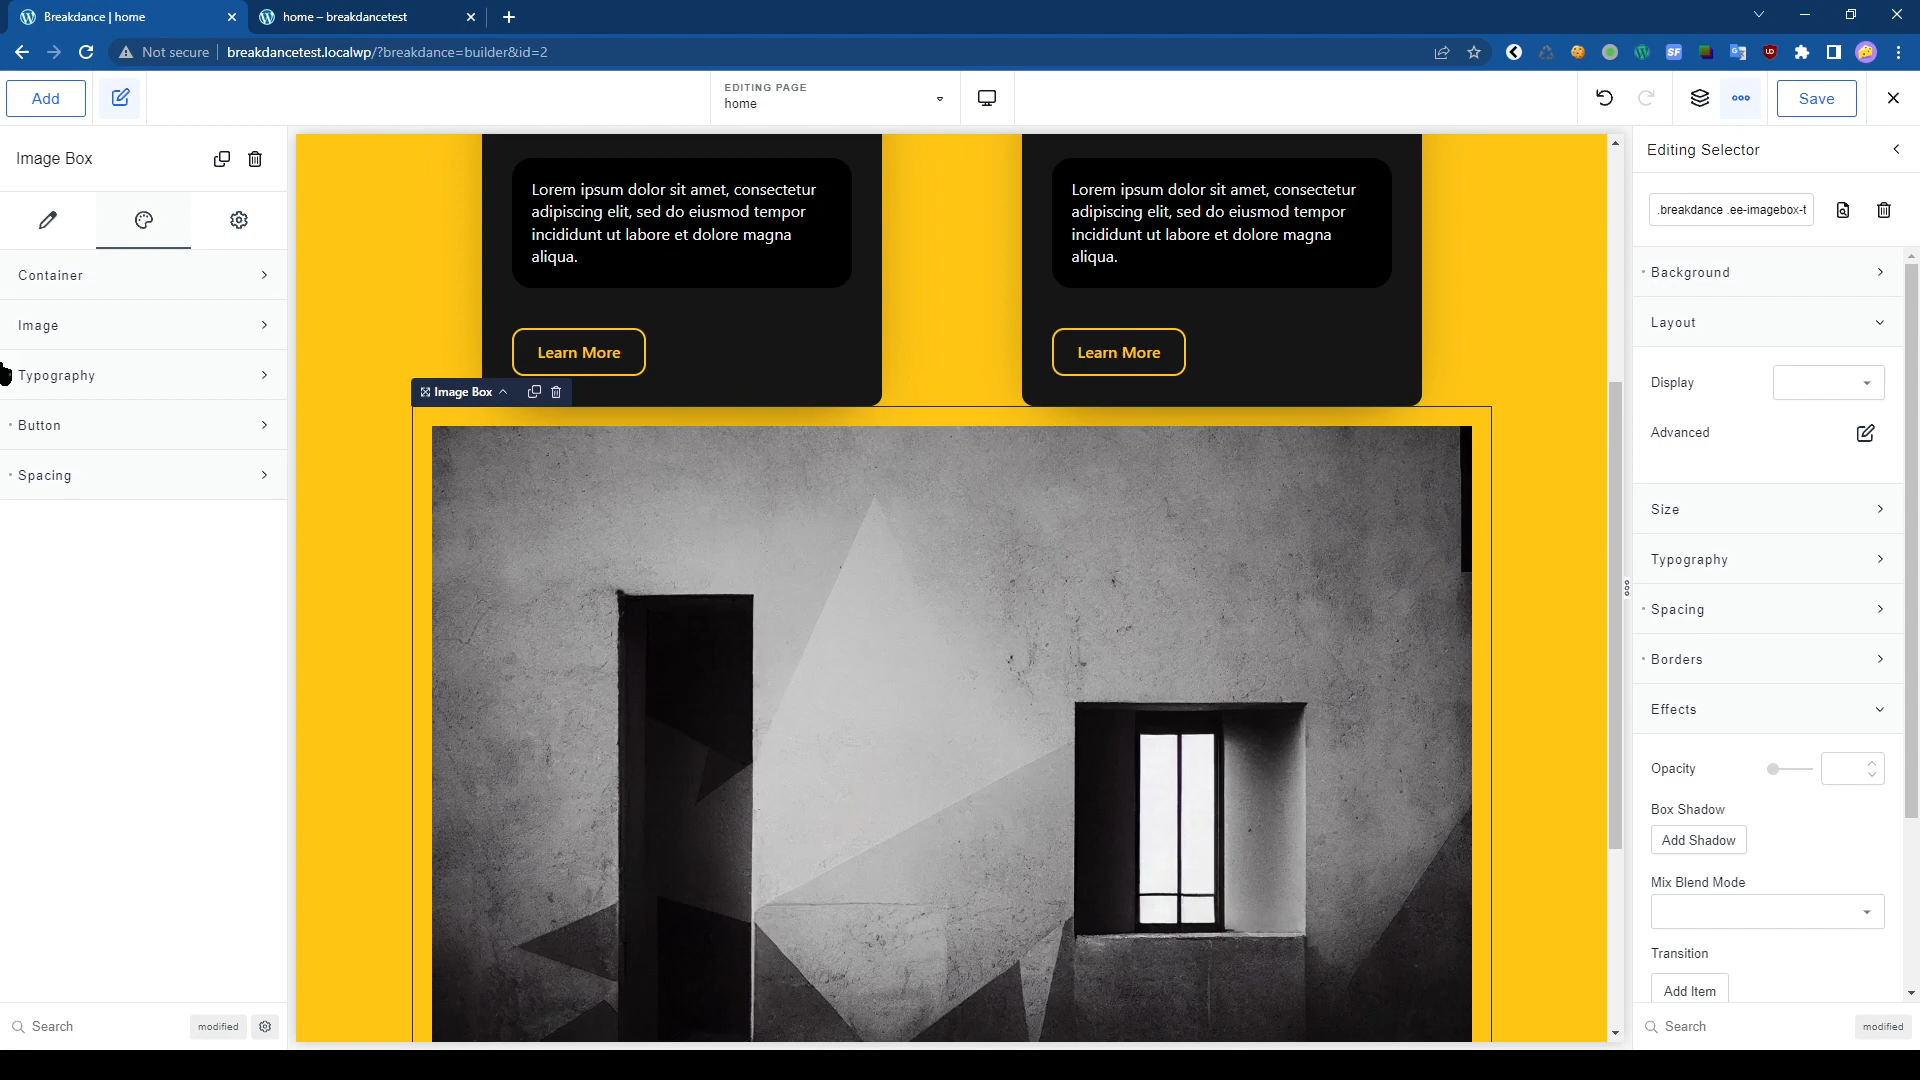 Breakdance | home
home – breakdancetest
Not secure
breakdancetest.localwp/?breakdance=builder&id=2
Add
EDITING PAGE
home
Save
Image Box
Container
Image
Typography
Button
Spacing
Search
modified
Lorem ipsum dolor sit amet, consectetur
adipiscing elit, sed do eiusmod tempor
incididunt ut labore et dolore magna
aliqua.
Learn More
Lorem ipsum dolor sit amet, consectetur
adipiscing elit, sed do eiusmod tempor
incididunt ut labore et dolore magna
aliqua.
Learn More
Image Box
Editing Selector
.breakdance .ee-imagebox-t
Background
Layout
Display
Advanced
Size
Typography
Spacing
Borders
Effects
Opacity
Box Shadow
Add Shadow
Mix Blend Mode
Transition
Add Item
Search
modified